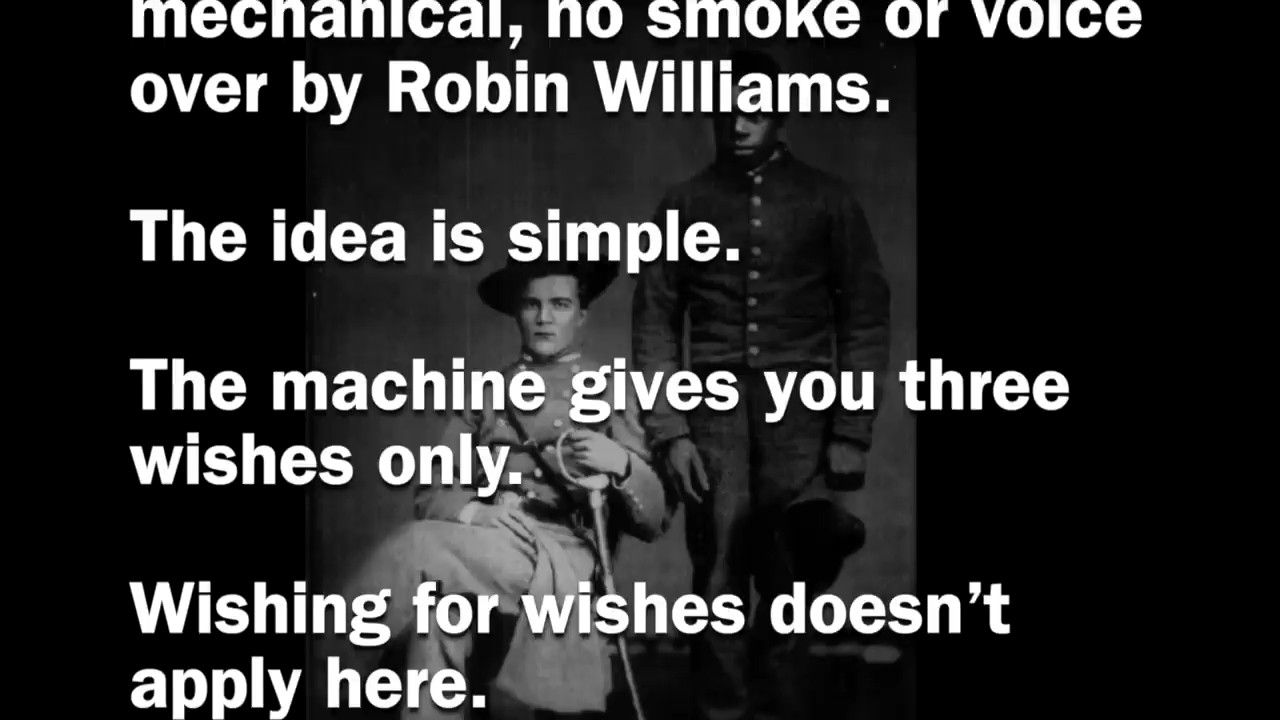 mechanical, no smoke or voice
over by Robin Williams.
The idea is simple.
The machine gives you three
wishes only.
Wishing for wishes doesn’t
apply here.